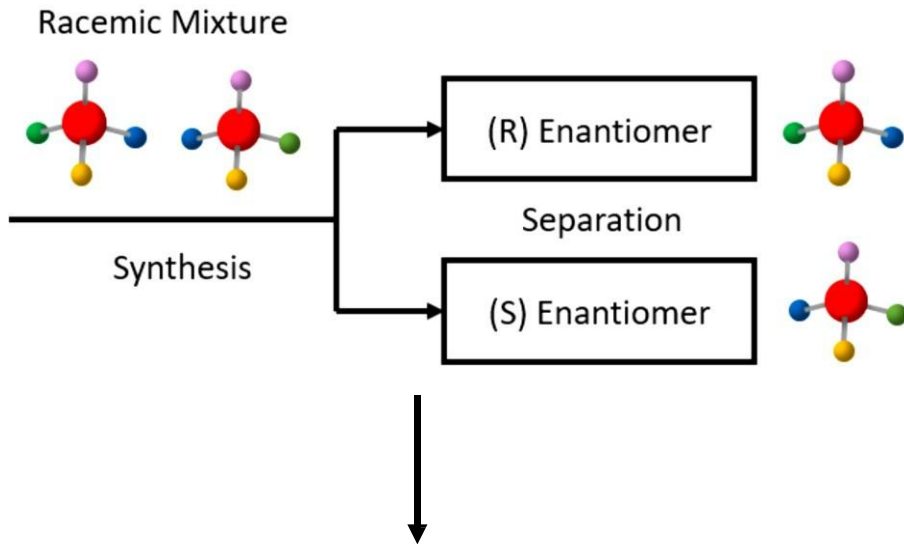 Racemic Mixture
(R) Enantiomer
Separation
Synthesis
(S) Enantiomer